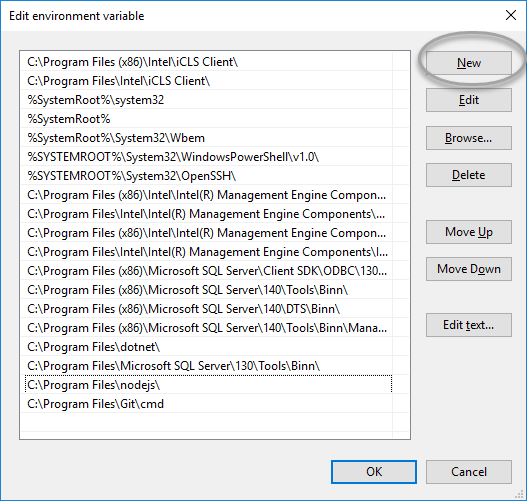 Edit environment variable
C:\Program Files (x86)\Intel\iCLS Client\
C:\Program Files\Intel\iCLS Client\
%SystemRoot%\system32
%SystemRoot%
%SystemRoot%\System32\Wbem
%SYSTEMROOT%\System32\WindowsPowerShell\v1.0\
%SYSTEMROOT%\System32\OpenSSH\
C:\Program Files (x86)\Intel\Intel(R) Management Engine Compon...
C:\Program Files\Intel\Intel(R) Management Engine Components\...
C:\Program Files (x86)\Intel\Intel(R) Management Engine Compon...
C:\Program Files\Intel\Intel(R) Management Engine Components\I...
C:\Program Files (x86)\Microsoft SQL Server\Client SDK\ODBC\130...
C:\Program Files (x86)\Microsoft SQL Server\140\Tools\Binn\
C:\Program Files (x86)\Microsoft SQL Server\140\DTS\Binn\
C:\Program Files (x86)\Microsoft SQL Server\140\Tools\Binn\Mana...
C:\Program Files\dotnet\
C:\Program Files\Microsoft SQL Server\130\Tools\Binn\
C:\Program Files\nodejs\
C:\Program Files\Git\cmd
New
Edit
Browse...
Delete
Move Up
Move Down
Edit text...
OK
Cancel